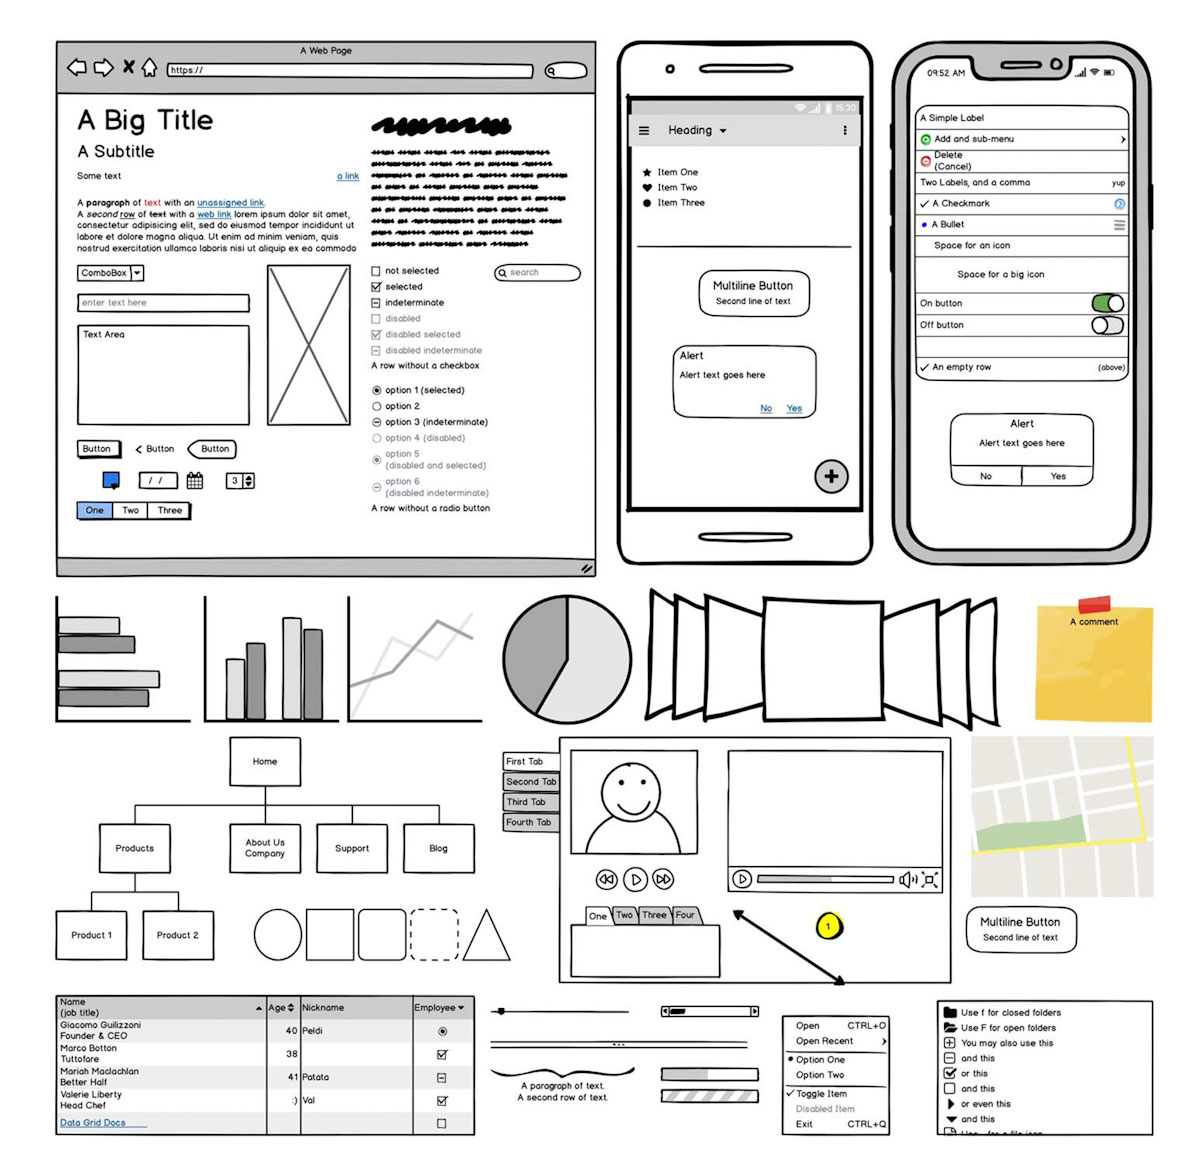 A Web Page
https://
A Big Title
A Subtitle
Some text
a link
A paragraph of text with an unassigned link.
A second row of text with a web link lorem ipsum dolor sit amet,
consectetur adipisicing elit, sed do eiusmod tempor incididunt ut
labore et dolore magna aliqua. Ut enim ad minim veniam, quis
nostrud exercitation ullamco laboris nisi ut aliquip ex ea commodo
ComboBox
enter text here
Text Area
Button
Button
Button
/ /
3
One Two Three
not selected
selected
indeterminate
disabled
disabled selected
disabled indeterminate
A row without a checkbox
search
option 1 (selected)
option 2
option 3 (indeterminate)
option 4 (disabled)
option 5
(disabled and selected)
option 6
(disabled indeterminate)
A row without a radio button
15:30
Heading
Item One
Item Two
Item Three
Multiline Button
Second line of text
Alert
Alert text goes here
No Yes
09:52 AM
A Simple Label
Add and sub-menu
Delete
(Cancel)
Two Labels, and a comma yup
A Checkmark
A Bullet
Space for an icon
Space for a big icon
On button
Off button
An empty row (above)
Alert
Alert text goes here
No Yes
A comment
Home
Products
About Us
Company
Support
Blog
Product 1
Product 2
First Tab
Second Tab
Third Tab
Fourth Tab
One Two Three Four
1
Multiline Button
Second line of text
Name
(job title)
Age Nickname Employee
Giacomo Guilizzoni
Founder & CEO
40 Peldi
Marco Botton
Tuttofare
38
Mariah Maclachlan
Better Half
41 Patata
Valerie Liberty
Head Chef
:) Val
Data Grid Docs
A paragraph of text.
A second row of text.
Open CTRL+O
Open Recent
Option One
Option Two
Toggle Item
Disabled Item
Exit CTRL+Q
Use f for closed folders
Use F for open folders
You may also use this
and this
or this
and this
or even this
and this